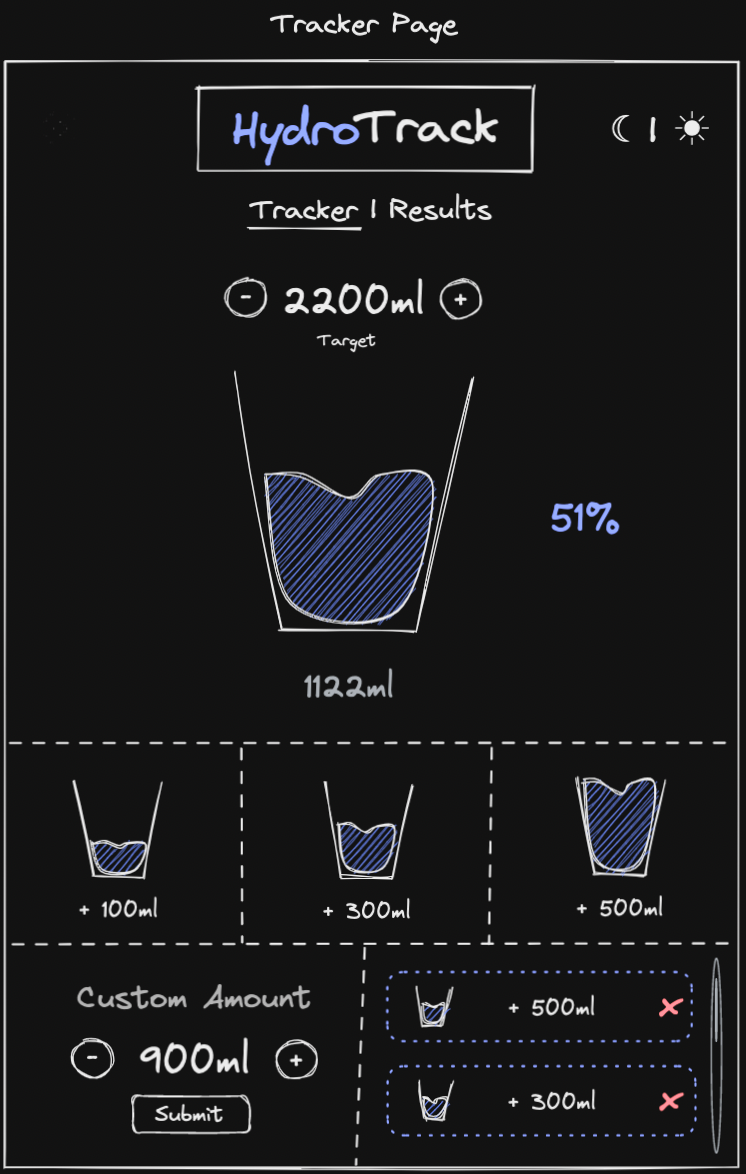 Tracker Page
HydroTrack
|
Tracker | Results
- 2200ml +
Target
51%
1122ml
+ 100ml
+ 300ml
+ 500ml
Custom Amount
- 900ml +
Submit
+ 500ml
+ 300ml